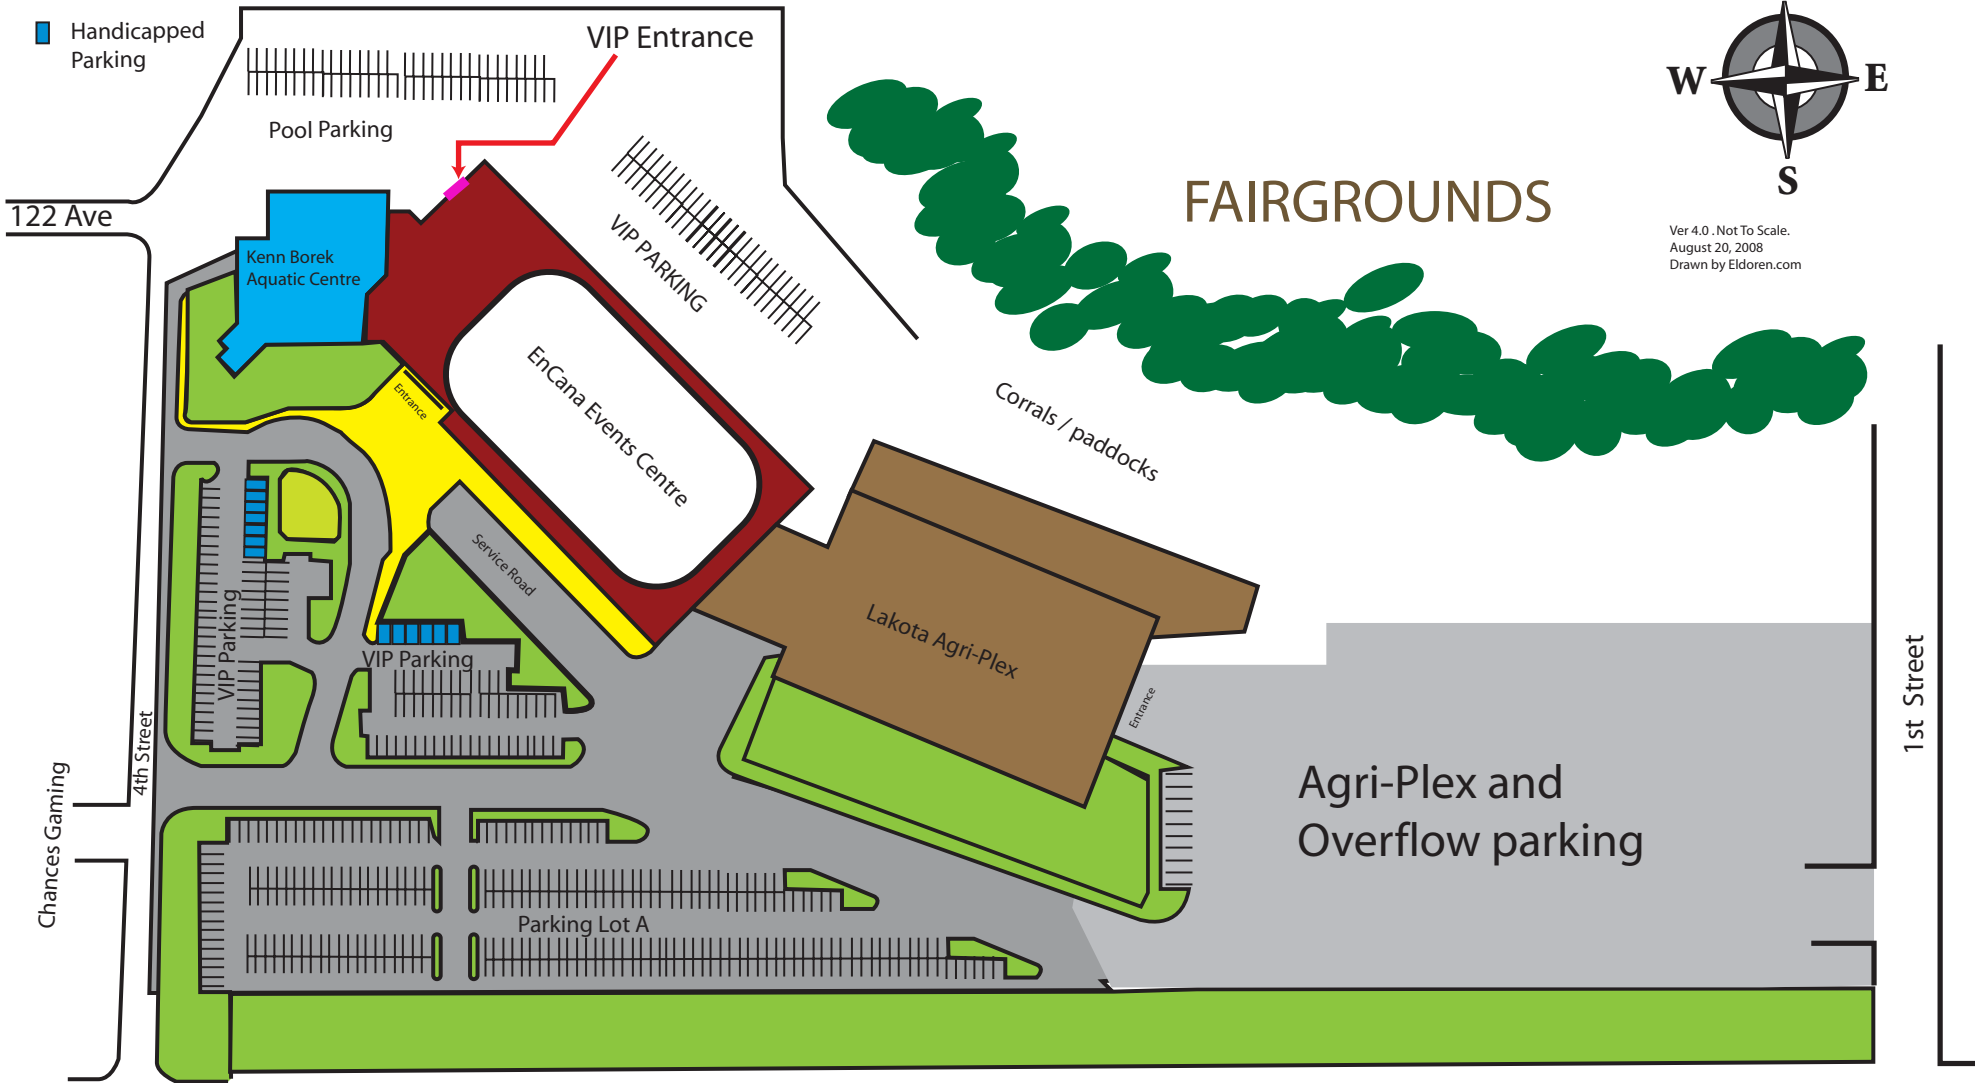 Handicapped
Parking
VIP Entrance
W
E
S
Pool Parking
FAIRGROUNDS
122 Ave
VIP PARKING
Ver 4.0 . Not To Scale.
August 20, 2008
Drawn by Eldoren.com
Kenn Borek
Aquatic Centre
EnCana Events Centre
Entrance
Corrals / paddocks
Service Road
VIP Parking
VIP Parking
Lakota Agri-Plex
Entrance
1st Street
4th Street
Chances Gaming
Agri-Plex and
Overflow parking
Parking Lot A